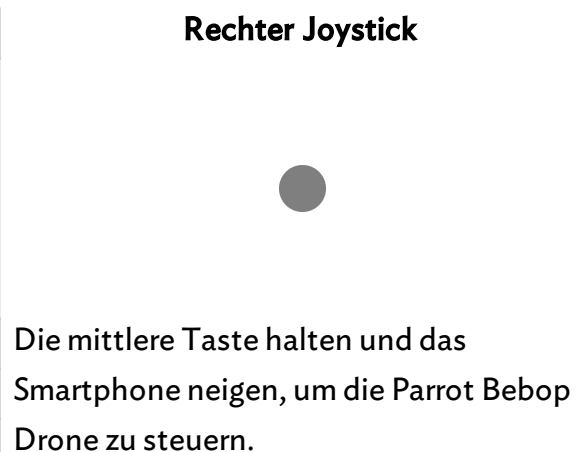 Rechter Joystick
Die mittlere Taste halten und das
Smartphone neigen, um die Parrot Bebop
Drone zu steuern.